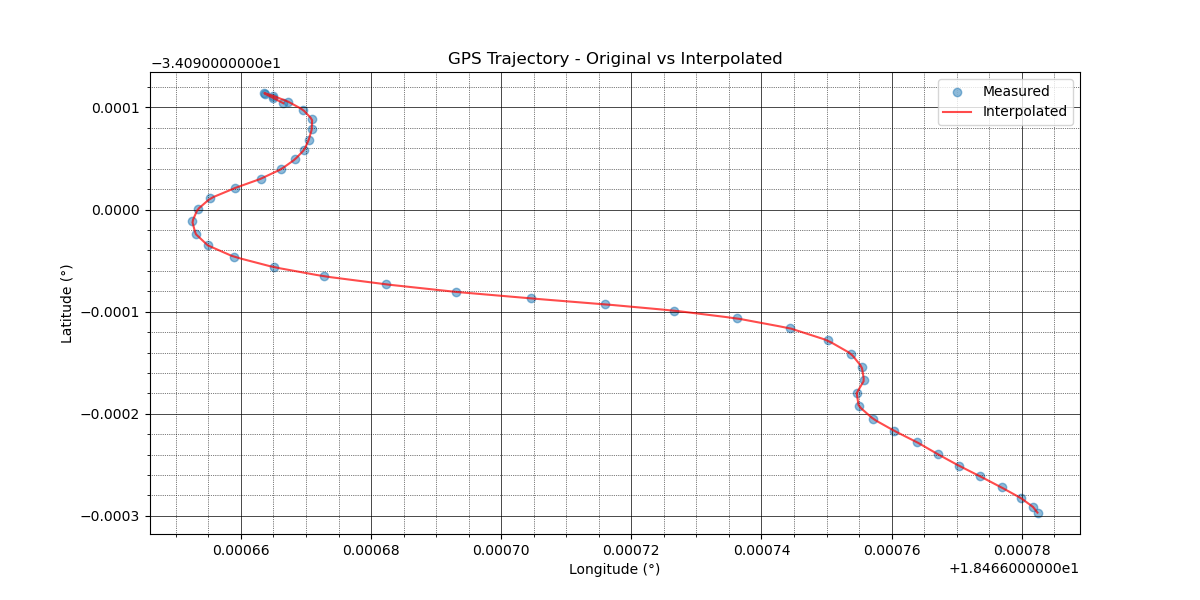 GPS Trajectory - Original vs Interpolated
−3.4090000000e1
Measured
Interpolated
0.0001
0.0000
−0.0001
−0.0002
−0.0003
Latitude (°)
0.00066 0.00068 0.00070 0.00072 0.00074 0.00076 0.00078
Longitude (°)
+1.8466000000e1